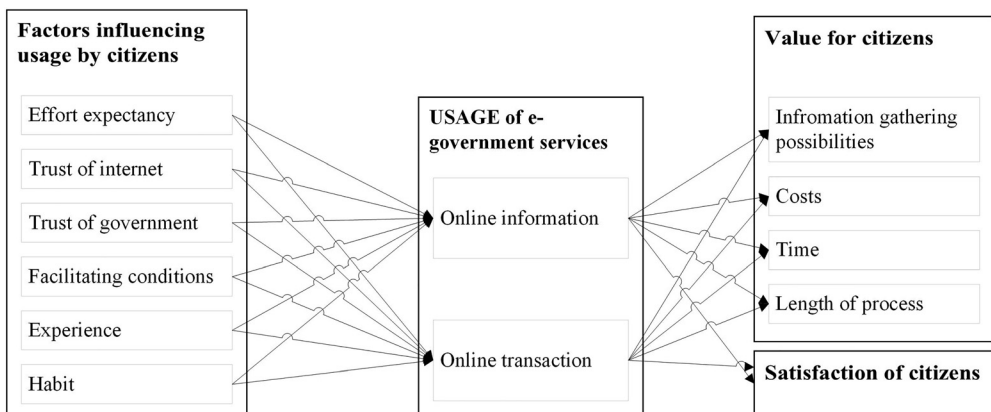 Factors influencing
usage by citizens
Effort expectancy
Trust of internet
Trust of government
Facilitating conditions
Experience
Habit
USAGE of e-
government services
Online information
Online transaction
Value for citizens
Infromation gathering
possibilities
Costs
Time
Length of process
Satisfaction of citizens